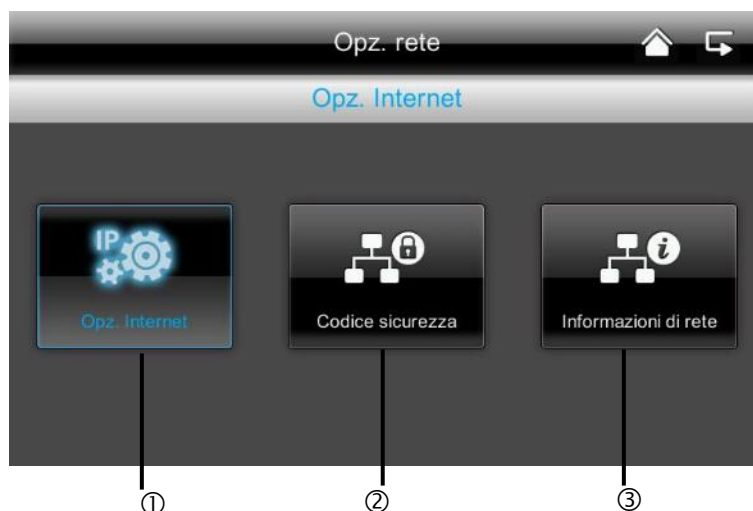 Opz. rete
Opz. Internet
IP
Opz. Internet
Codice sicurezza
i
Informazioni di rete
① ② ③